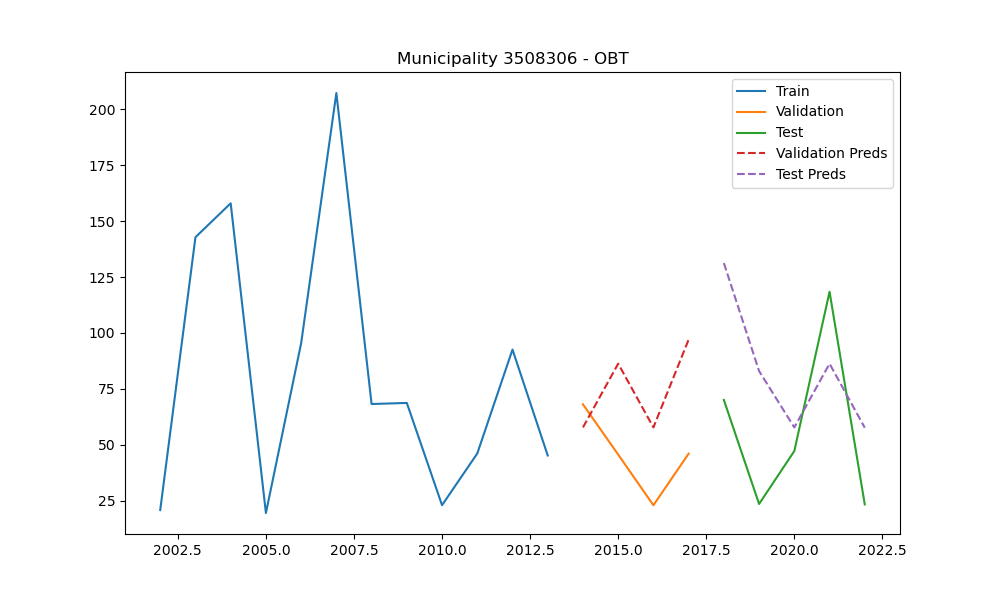 Municipality 3508306 - OBT
Train
Validation
Test
Validation Preds
Test Preds
200
175
150
125
100
75
50
25
2002.5 2005.0 2007.5 2010.0 2012.5 2015.0 2017.5 2020.0 2022.5